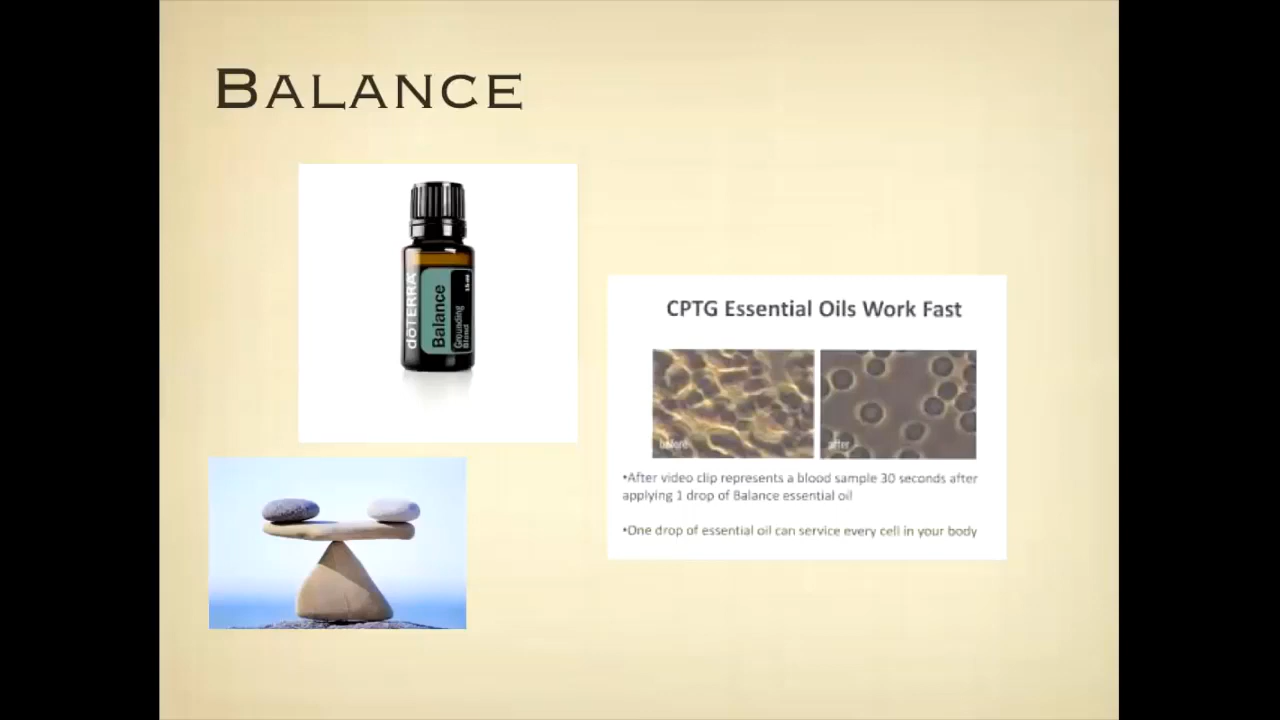 BALANCE
dōTERRA
Balance
Grounding
Blend
15 ml
CPTG Essential Oils Work Fast
before
after
•After video clip represents a blood sample 30 seconds after
applying 1 drop of Balance essential oil
•One drop of essential oil can service every cell in your body